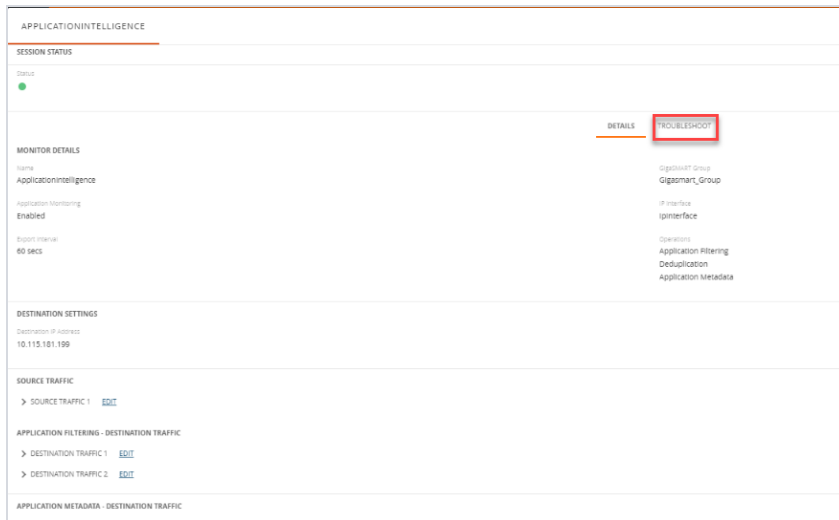 APPLICATIONINTELLIGENCE
SESSION STATUS
Status
DETAILS
TROUBLESHOOT
MONITOR DETAILS
Name
ApplicationIntelligence
GigaSMART Group
Gigasmart_Group
Application Monitoring
Enabled
IP Interface
Ipinterface
Export Interval
60 secs
Operations
Application Filtering
Deduplication
Application Metadata
DESTINATION SETTINGS
Destination IP Address
10.115.181.199
SOURCE TRAFFIC
SOURCE TRAFFIC 1 EDIT
APPLICATION FILTERING - DESTINATION TRAFFIC
DESTINATION TRAFFIC 1 EDIT
DESTINATION TRAFFIC 2 EDIT
APPLICATION METADATA - DESTINATION TRAFFIC